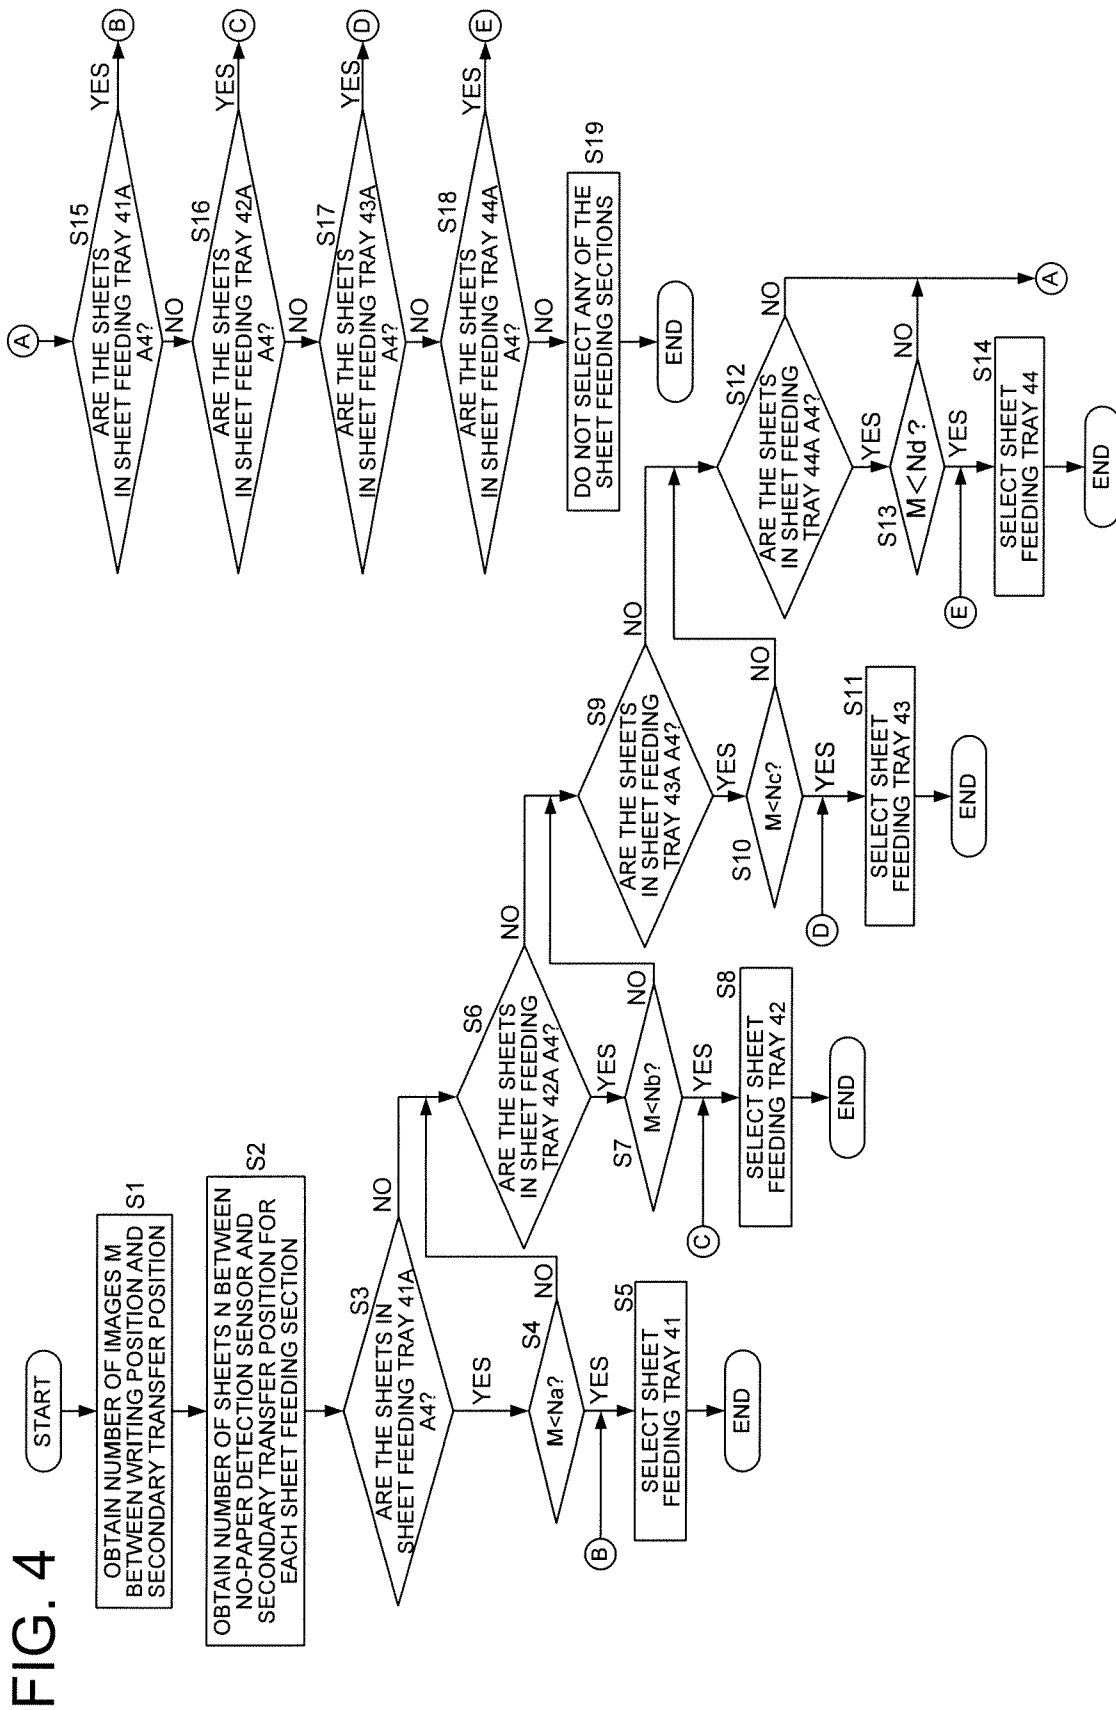 FIG. 4
START
OBTAIN NUMBER OF IMAGES M
BETWEEN WRITING POSITION AND
SECONDARY TRANSFER POSITION
S1
OBTAIN NUMBER OF SHEETS N BETWEEN
NO-PAPER DETECTION SENSOR AND
SECONDARY TRANSFER POSITION FOR
EACH SHEET FEEDING SECTION
S2
S3
ARE THE SHEETS IN
SHEET FEEDING TRAY 41A
A4?
NO
YES
S4
M<Na?
NO
YES
B
S5
SELECT SHEET
FEEDING TRAY 41
END
S6
ARE THE SHEETS
IN SHEET FEEDING
TRAY 42A A4?
NO
YES
S7
M<Nb?
NO
YES
C
S8
SELECT SHEET
FEEDING TRAY 42
END
S9
ARE THE SHEETS
IN SHEET FEEDING
TRAY 43A A4?
NO
YES
S10
M<Nc?
NO
YES
D
S11
SELECT SHEET
FEEDING TRAY 43
END
S12
ARE THE SHEETS
IN SHEET FEEDING
TRAY 44A A4?
NO
YES
S13
M<Nd?
NO
YES
E
S14
SELECT SHEET
FEEDING TRAY 44
END
A
A
S15
ARE THE SHEETS
IN SHEET FEEDING TRAY 41A
A4?
YES
B
NO
S16
ARE THE SHEETS
IN SHEET FEEDING TRAY 42A
A4?
YES
C
NO
S17
ARE THE SHEETS
IN SHEET FEEDING TRAY 43A
A4?
YES
D
NO
S18
ARE THE SHEETS
IN SHEET FEEDING TRAY 44A
A4?
YES
E
NO
S19
DO NOT SELECT ANY OF THE
SHEET FEEDING SECTIONS
END